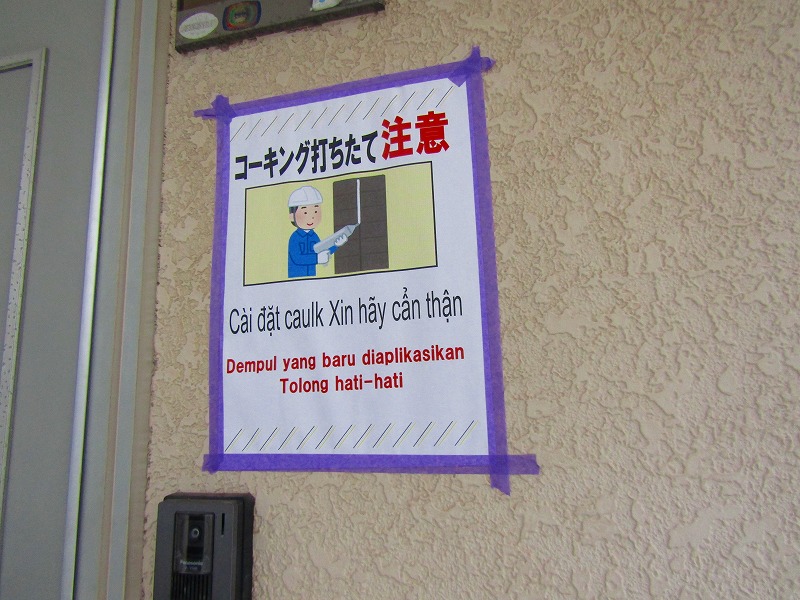 コーキング打ちたて注意
Cài đặt caulk Xin hãy cẩn thận
Dempul yang baru diaplikasikan
Tolong hati-hati
Panasonic